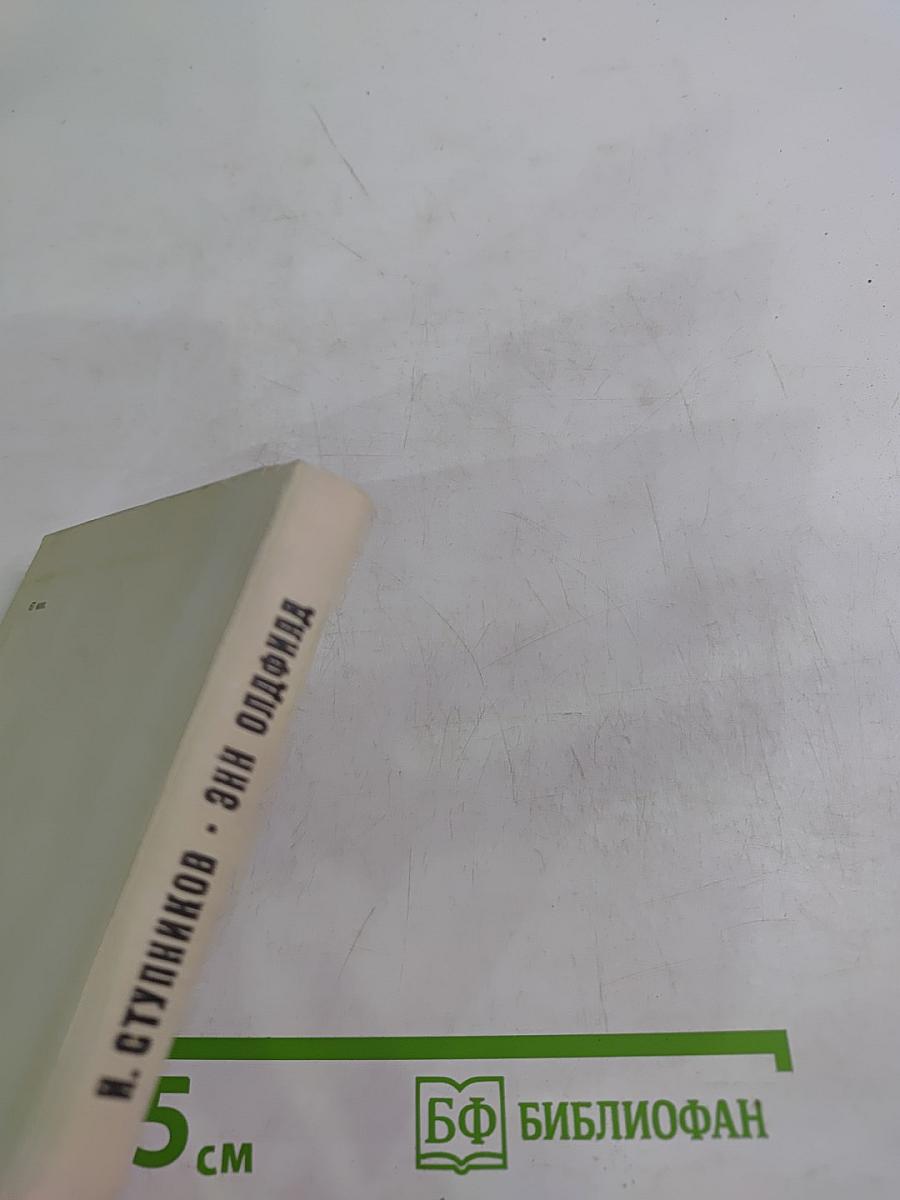 И. СТУПНИКОВ · ЭНН ОЛДФИЛД
5 см
БФ БИБЛИОФАН